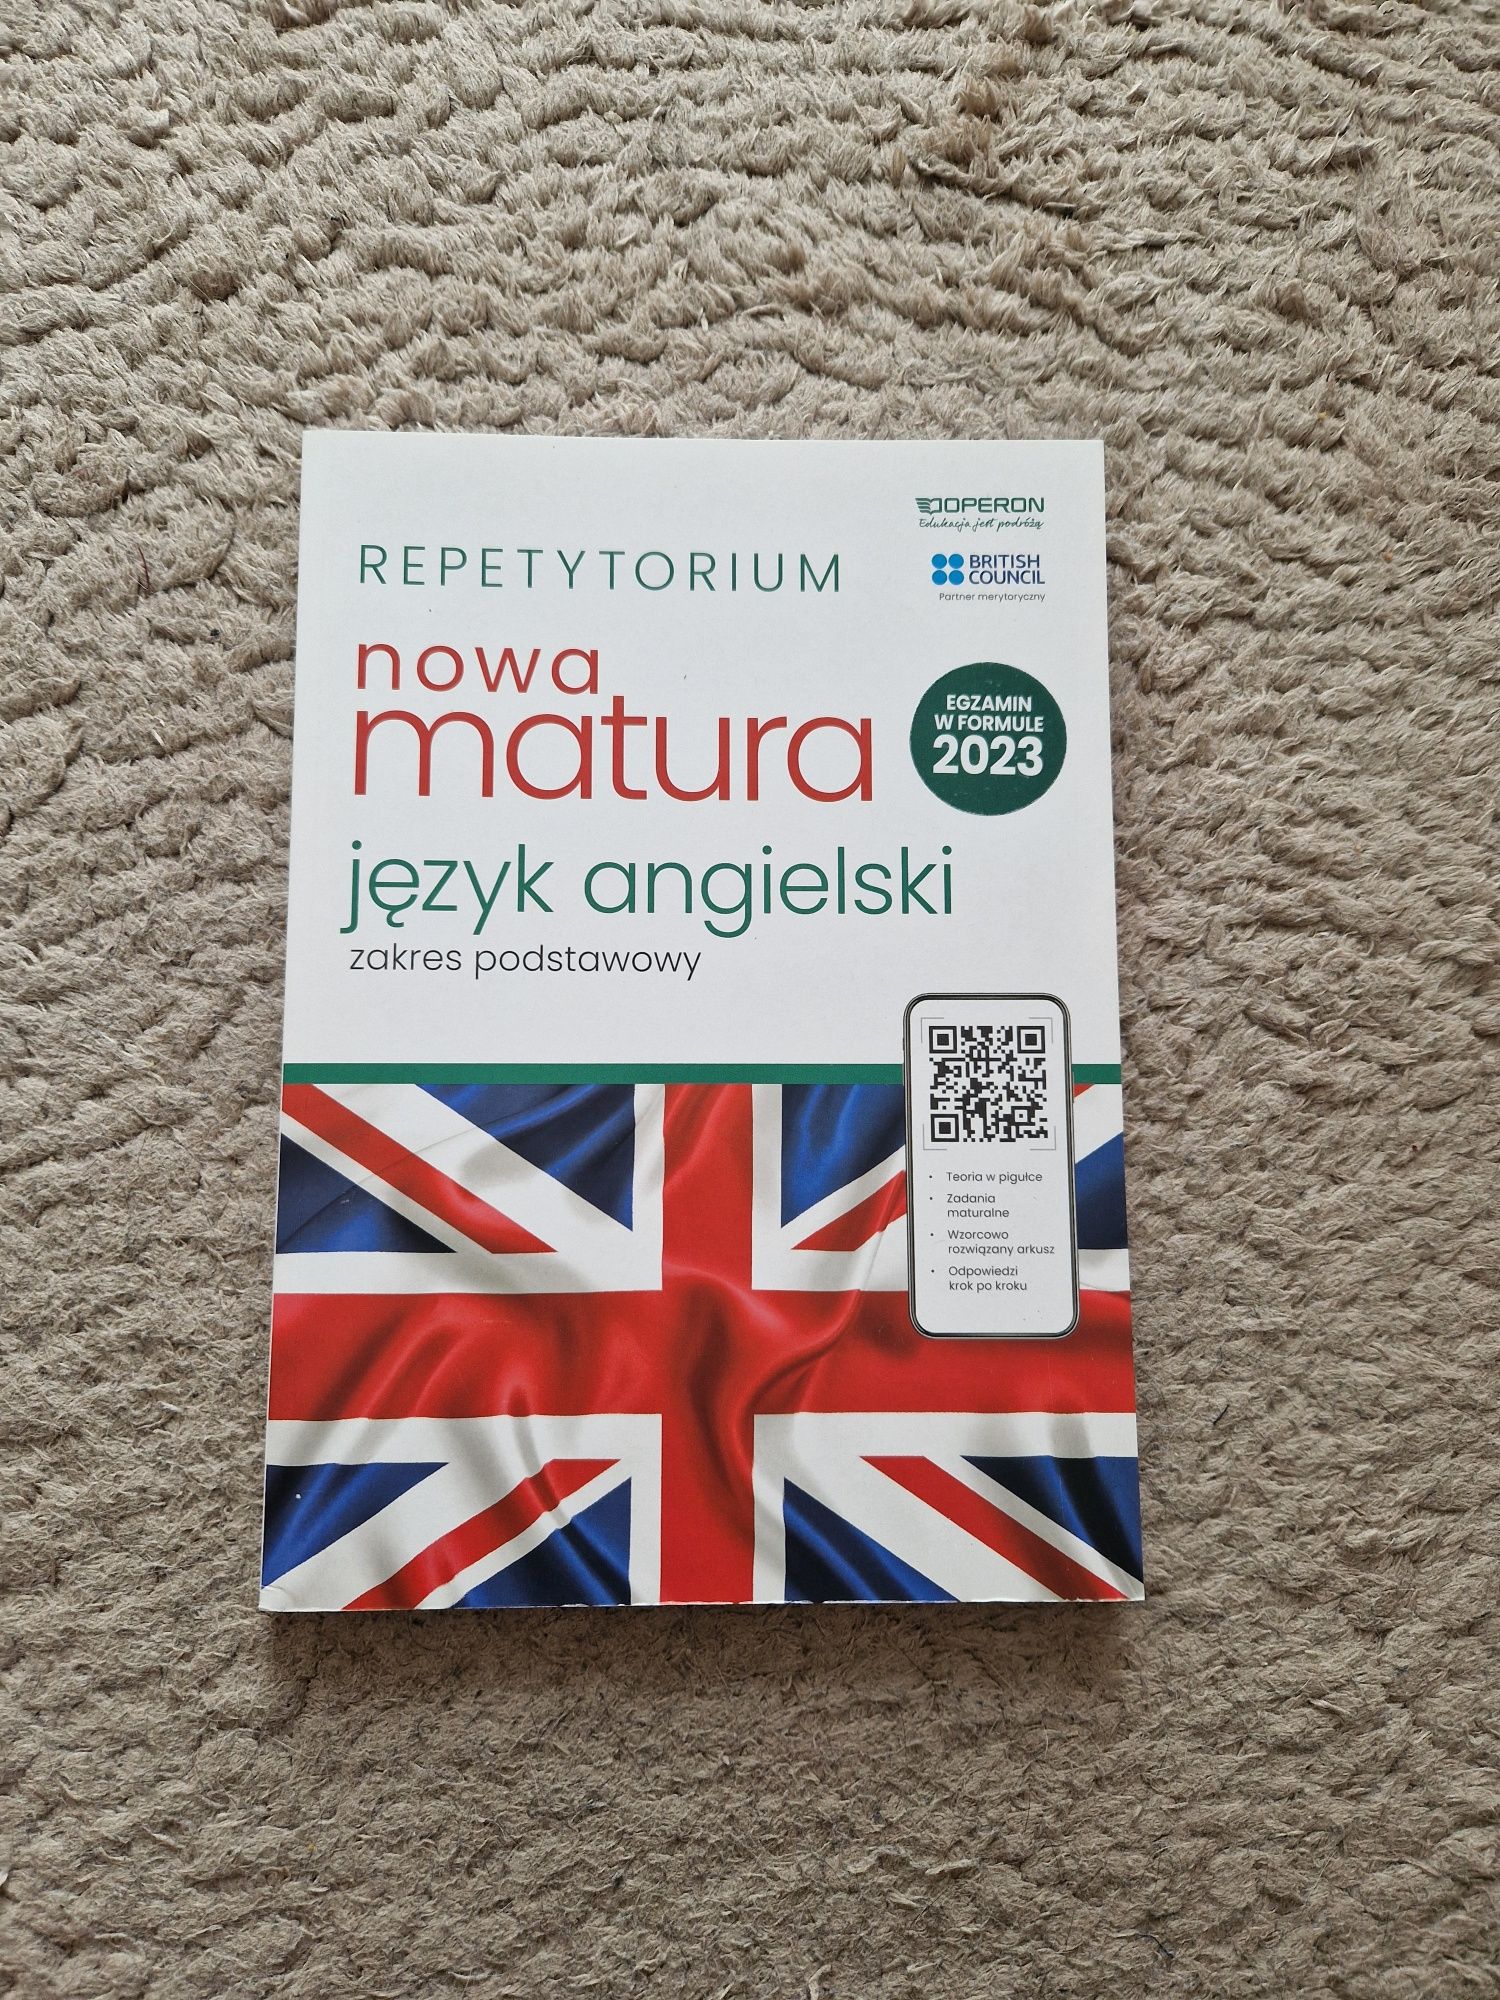 OPERON
Edukacja jest podróżą
REPETYTORIUM
BRITISH
COUNCIL
Partner merytoryczny
nowa
matura
EGZAMIN
W FORMULE
2023
język angielski
zakres podstawowy
• Teoria w pigułce
• Zadania
maturalne
• Wzorcowo
rozwiązany arkusz
• Odpowiedzi
krok po kroku